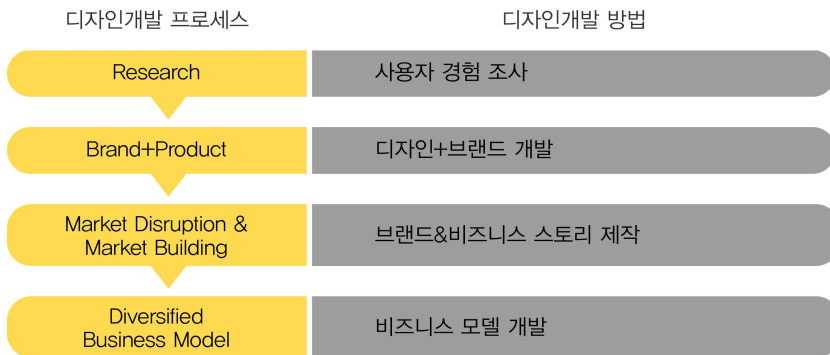 디자인개발 프로세스
디자인개발 방법
Research
사용자 경험 조사
Brand+Product
디자인+브랜드 개발
Market Disruption &
Market Building
브랜드&비즈니스 스토리 제작
Diversified
Business Model
비즈니스 모델 개발